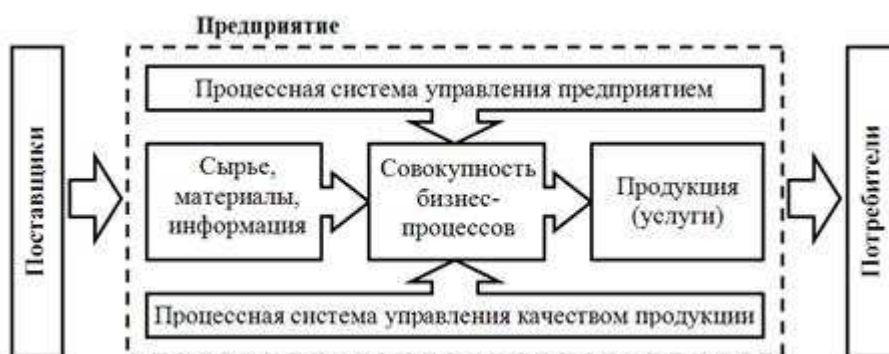 Предприятие
Поставщики
Процессная система управления предприятием
Сырье,
материалы,
информация
Совокупность
бизнес-
процессов
Продукция
(услуги)
Процессная система управления качеством продукции
Потребители